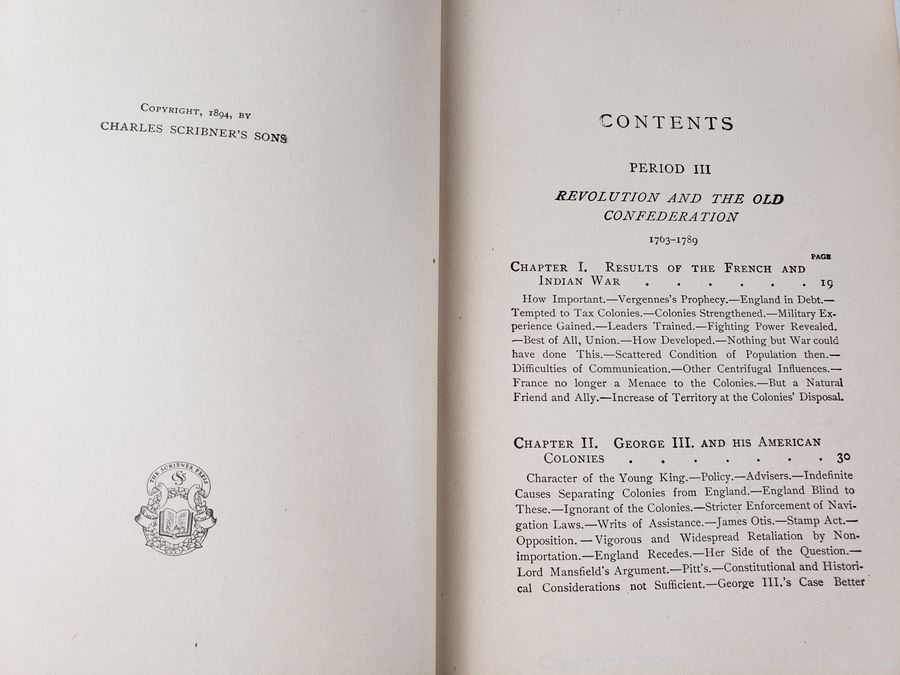 COPYRIGHT, 1894, BY
CHARLES SCRIBNER'S SONS
THE SCRIBNER PRESS
CONTENTS
PERIOD III
REVOLUTION AND THE OLD
CONFEDERATION
1763–1789
PAGE
CHAPTER I. RESULTS OF THE FRENCH AND
INDIAN WAR . . . . . . 19
How Important.—Vergennes's Prophecy.—England in Debt.—
Tempted to Tax Colonies.—Colonies Strengthened.—Military Ex-
perience Gained.—Leaders Trained.—Fighting Power Revealed.
—Best of All, Union.—How Developed.—Nothing but War could
have done This.—Scattered Condition of Population then.—
Difficulties of Communication.—Other Centrifugal Influences.—
France no longer a Menace to the Colonies.—But a Natural
Friend and Ally.—Increase of Territory at the Colonies' Disposal.
CHAPTER II. GEORGE III. AND HIS AMERICAN
COLONIES . . . . . . . 30
Character of the Young King.—Policy.—Advisers.—Indefinite
Causes Separating Colonies from England.—England Blind to
These.—Ignorant of the Colonies.—Stricter Enforcement of Navi-
gation Laws.—Writs of Assistance.—James Otis.—Stamp Act.—
Opposition.—Vigorous and Widespread Retaliation by Non-
importation.—England Recedes.—Her Side of the Question.—
Lord Mansfield's Argument.—Pitt's.—Constitutional and Histori-
cal Considerations not Sufficient.—George III.'s Case Better